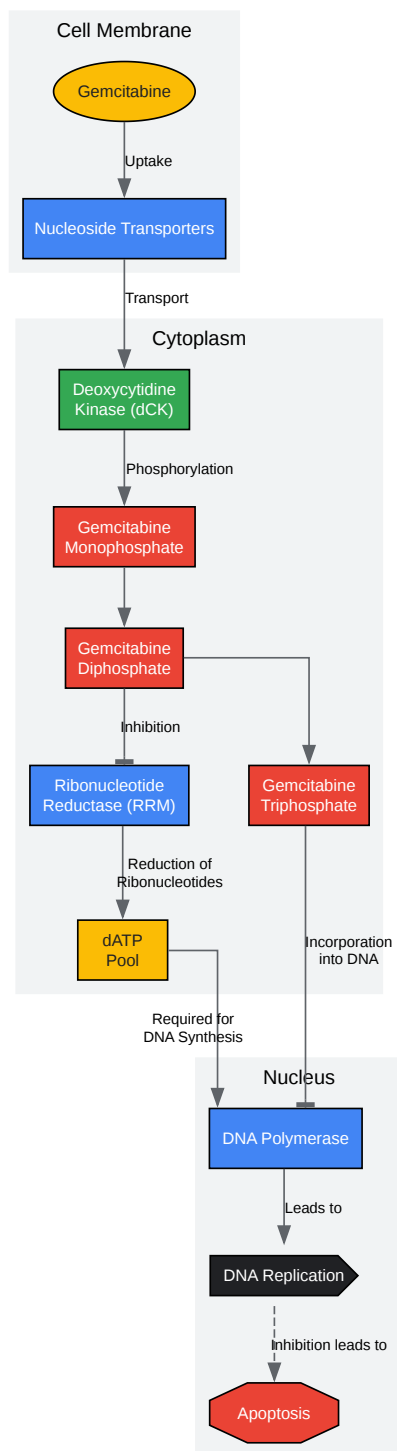 Cell Membrane
Gemcitabine
Uptake
Nucleoside Transporters
Transport
Cytoplasm
Deoxycytidine
Kinase (dCK)
Phosphorylation
Gemcitabine
Monophosphate
Gemcitabine
Diphosphate
Inhibition
Ribonucleotide
Reductase (RRM)
Gemcitabine
Triphosphate
Reduction of
Ribonucleotides
dATP
Pool
Incorporation
into DNA
Required for
DNA Synthesis
Nucleus
DNA Polymerase
Leads to
DNA Replication
Inhibition leads to
Apoptosis